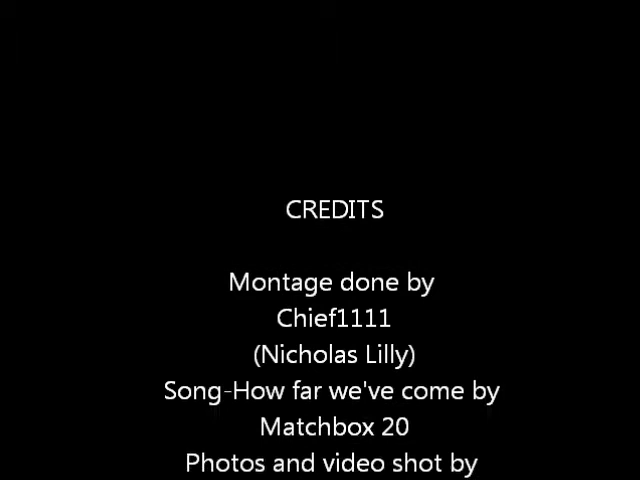 CREDITS
Montage done by
Chief1111
(Nicholas Lilly)
Song-How far we've come by
Matchbox 20
Photos and video shot by